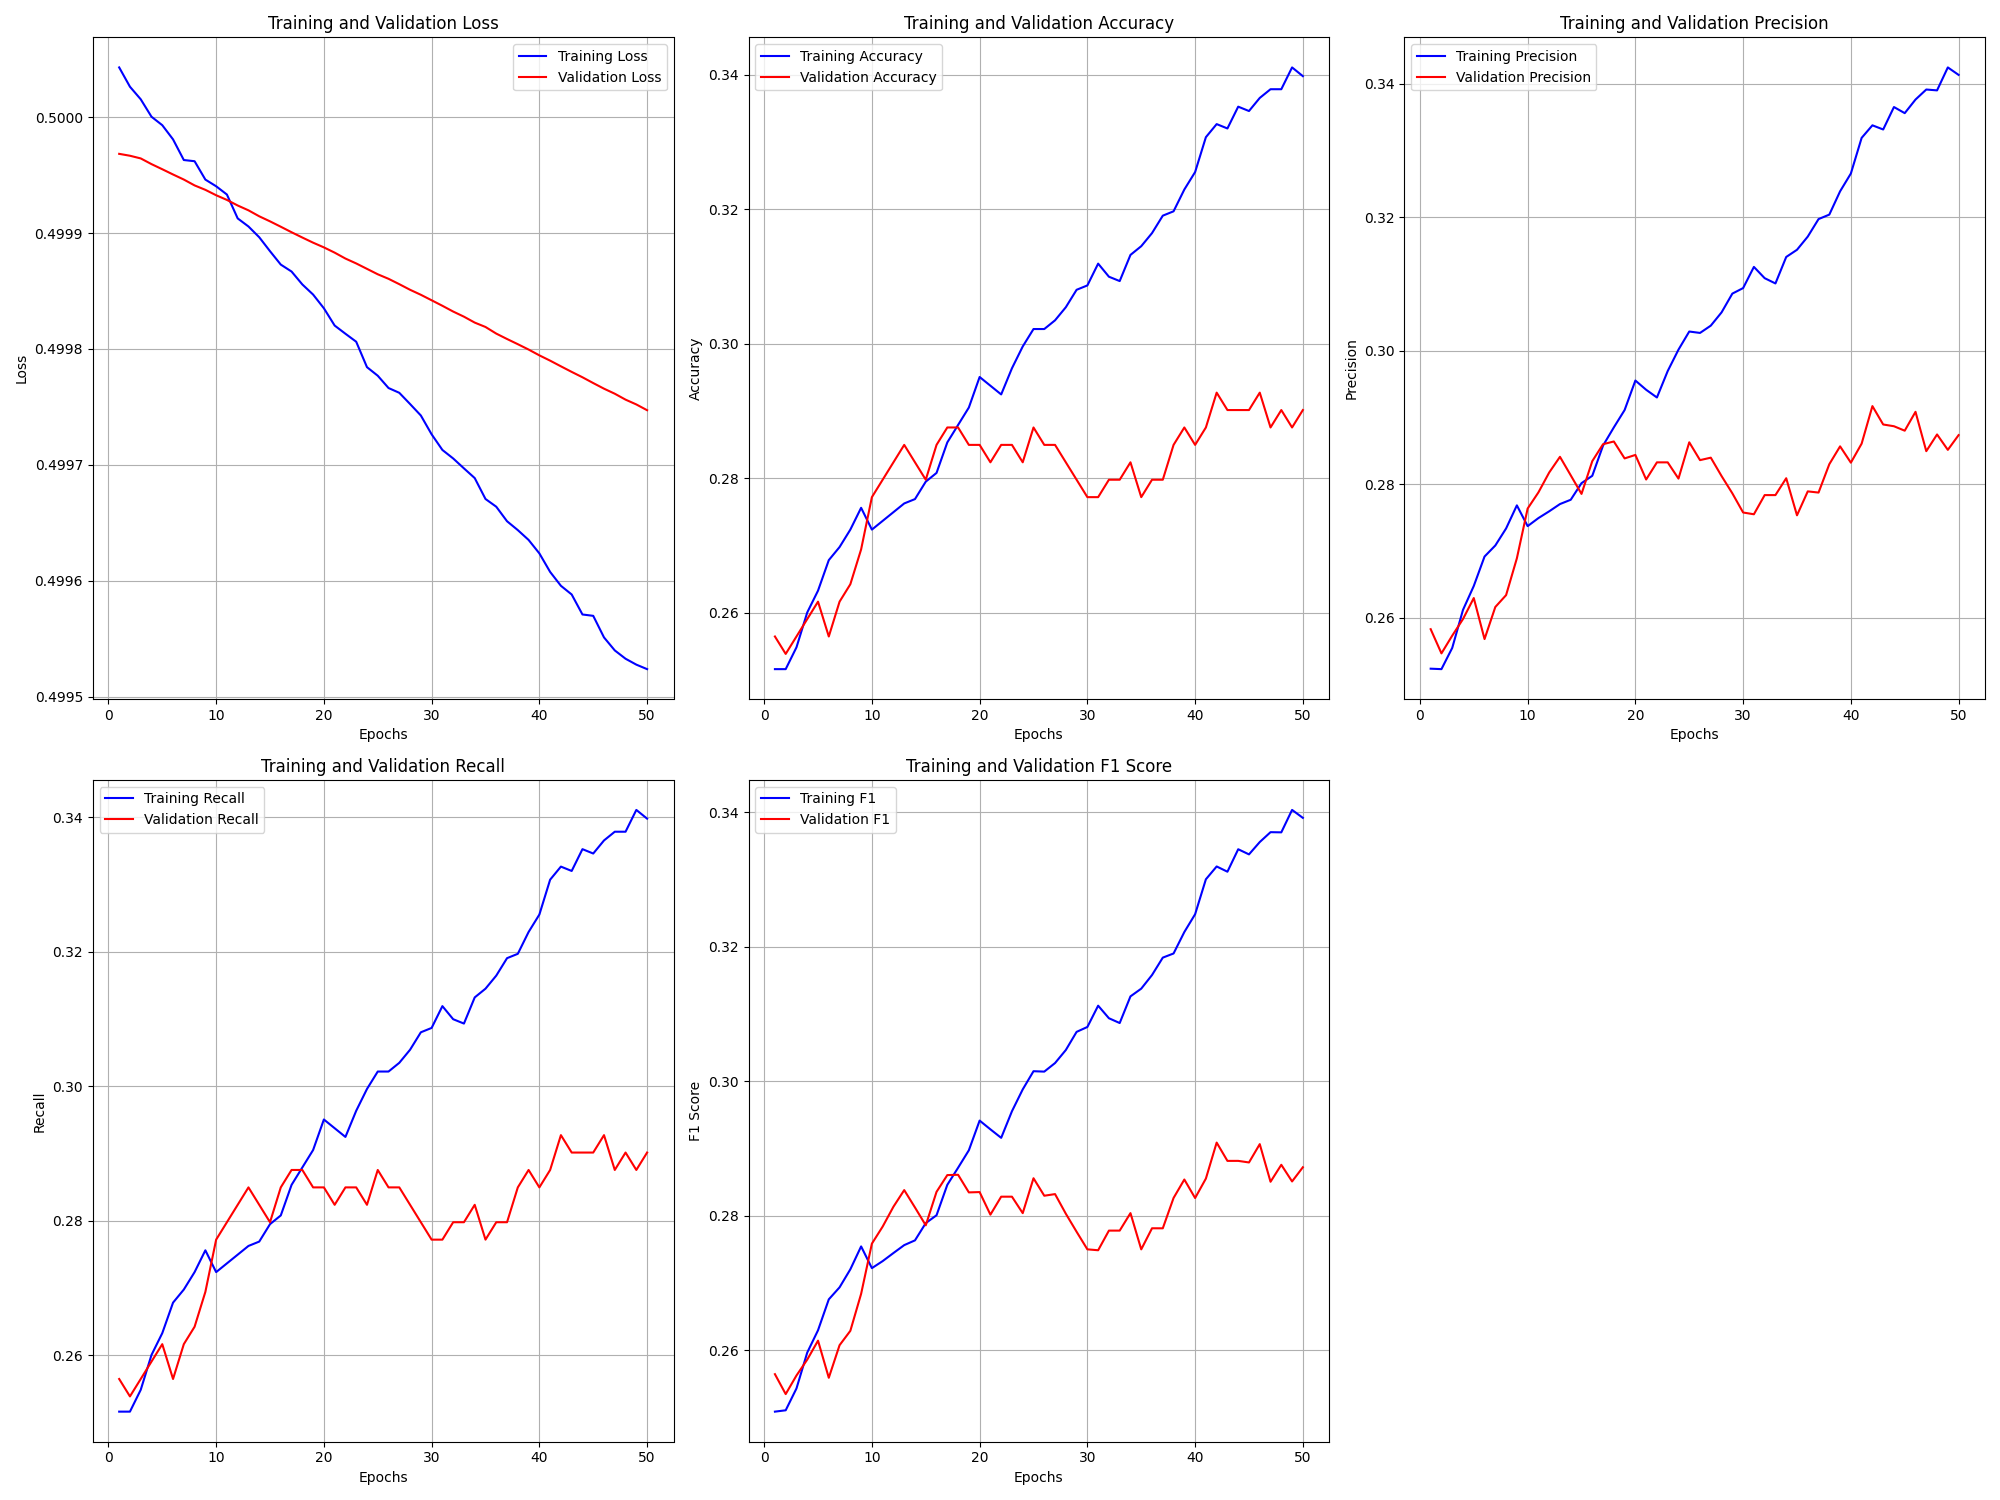 Training and Validation Loss
Training Loss
Validation Loss
0.5000
0.4999
0.4998
0.4997
0.4996
0.4995
Loss
0
10
20
30
40
50
Epochs
Training and Validation Accuracy
Training Accuracy
Validation Accuracy
0.34
0.32
0.30
0.28
0.26
Accuracy
0
10
20
30
40
50
Epochs
Training and Validation Precision
Training Precision
Validation Precision
0.34
0.32
0.30
0.28
0.26
Precision
0
10
20
30
40
50
Epochs
Training and Validation Recall
Training Recall
Validation Recall
0.34
0.32
0.30
0.28
0.26
Recall
0
10
20
30
40
50
Epochs
Training and Validation F1 Score
Training F1
Validation F1
0.34
0.32
0.30
0.28
0.26
F1 Score
0
10
20
30
40
50
Epochs